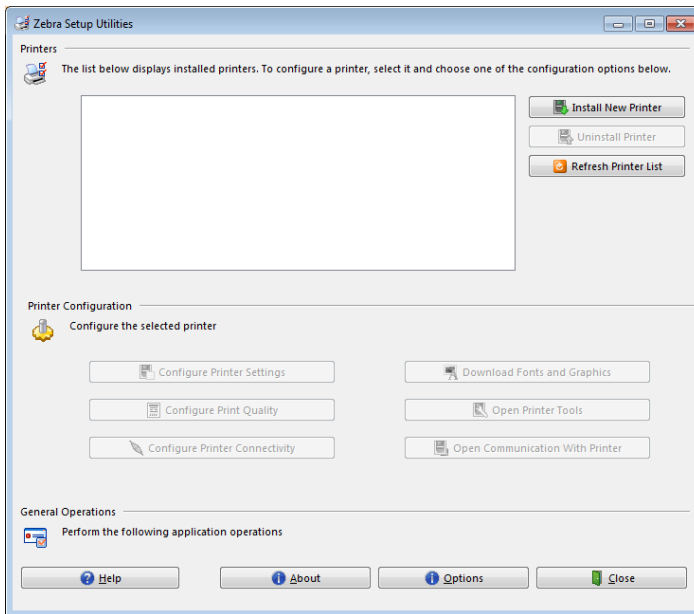 Zebra Setup Utilities
Printers
The list below displays installed printers. To configure a printer, select it and choose one of the configuration options below.
Install New Printer
Uninstall Printer
Refresh Printer List
Printer Configuration
Configure the selected printer
Configure Printer Settings
Download Fonts and Graphics
Configure Print Quality
Open Printer Tools
Configure Printer Connectivity
Open Communication With Printer
General Operations
Perform the following application operations
Help
About
Options
Close